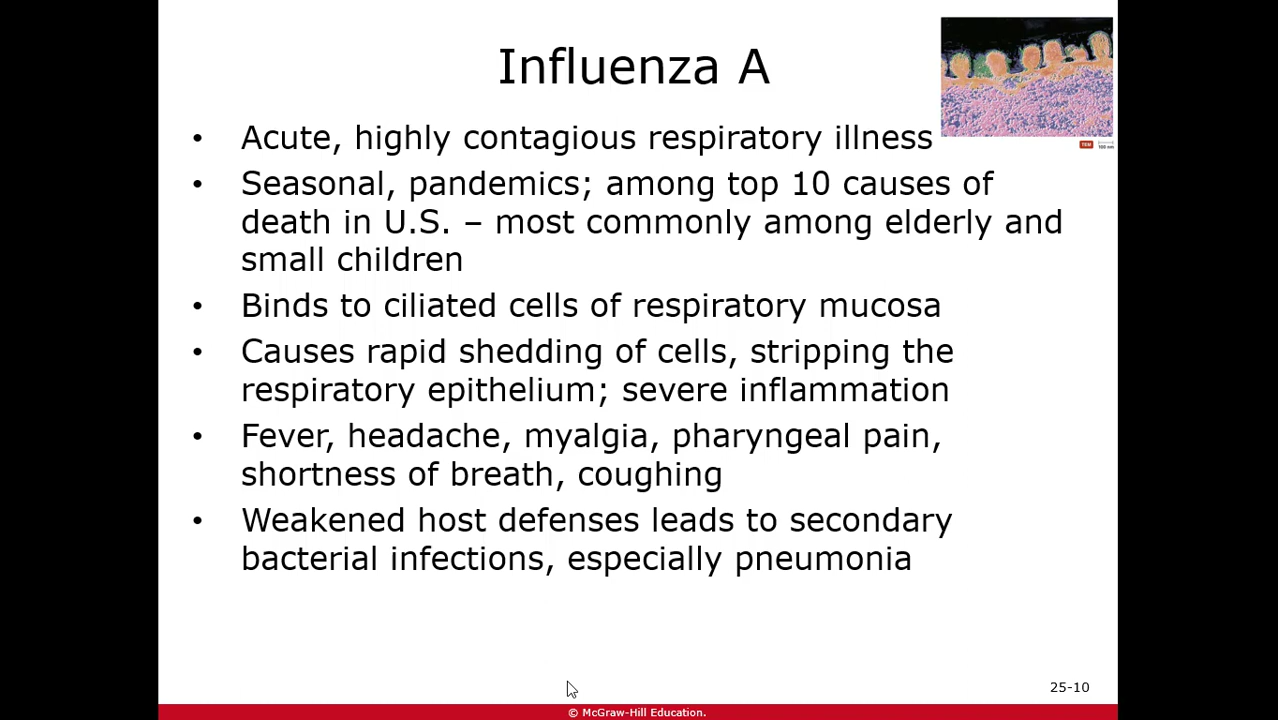 Influenza A
• Acute, highly contagious respiratory illness
• Seasonal, pandemics; among top 10 causes of
death in U.S. – most commonly among elderly and
small children
• Binds to ciliated cells of respiratory mucosa
• Causes rapid shedding of cells, stripping the
respiratory epithelium; severe inflammation
• Fever, headache, myalgia, pharyngeal pain,
shortness of breath, coughing
• Weakened host defenses leads to secondary
bacterial infections, especially pneumonia
TEM 100 nm
25-10
© McGraw-Hill Education.